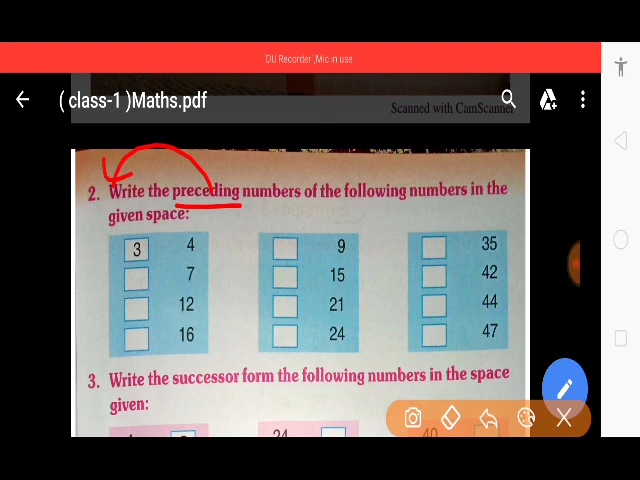 'DU Recorder',Mic in use
( class-1 )Maths.pdf
Scanned with CamScanner
2. Write the preceding numbers of the following numbers in the
given space:
3 4 9 35
7 15 42
12 21 44
16 24 47
3. Write the successor form the following numbers in the space
given: